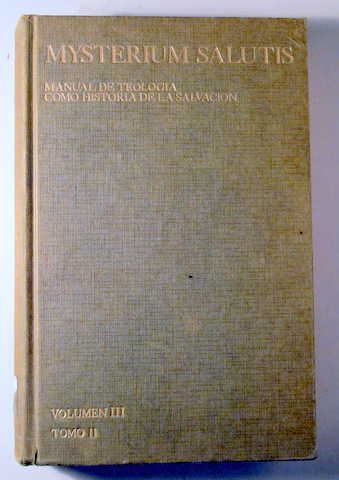 MYSTERIUM SALUTIS
MANUAL DE TEOLOGIA
COMO HISTORIA DE LA SALVACION
VOLUMEN III
TOMO II